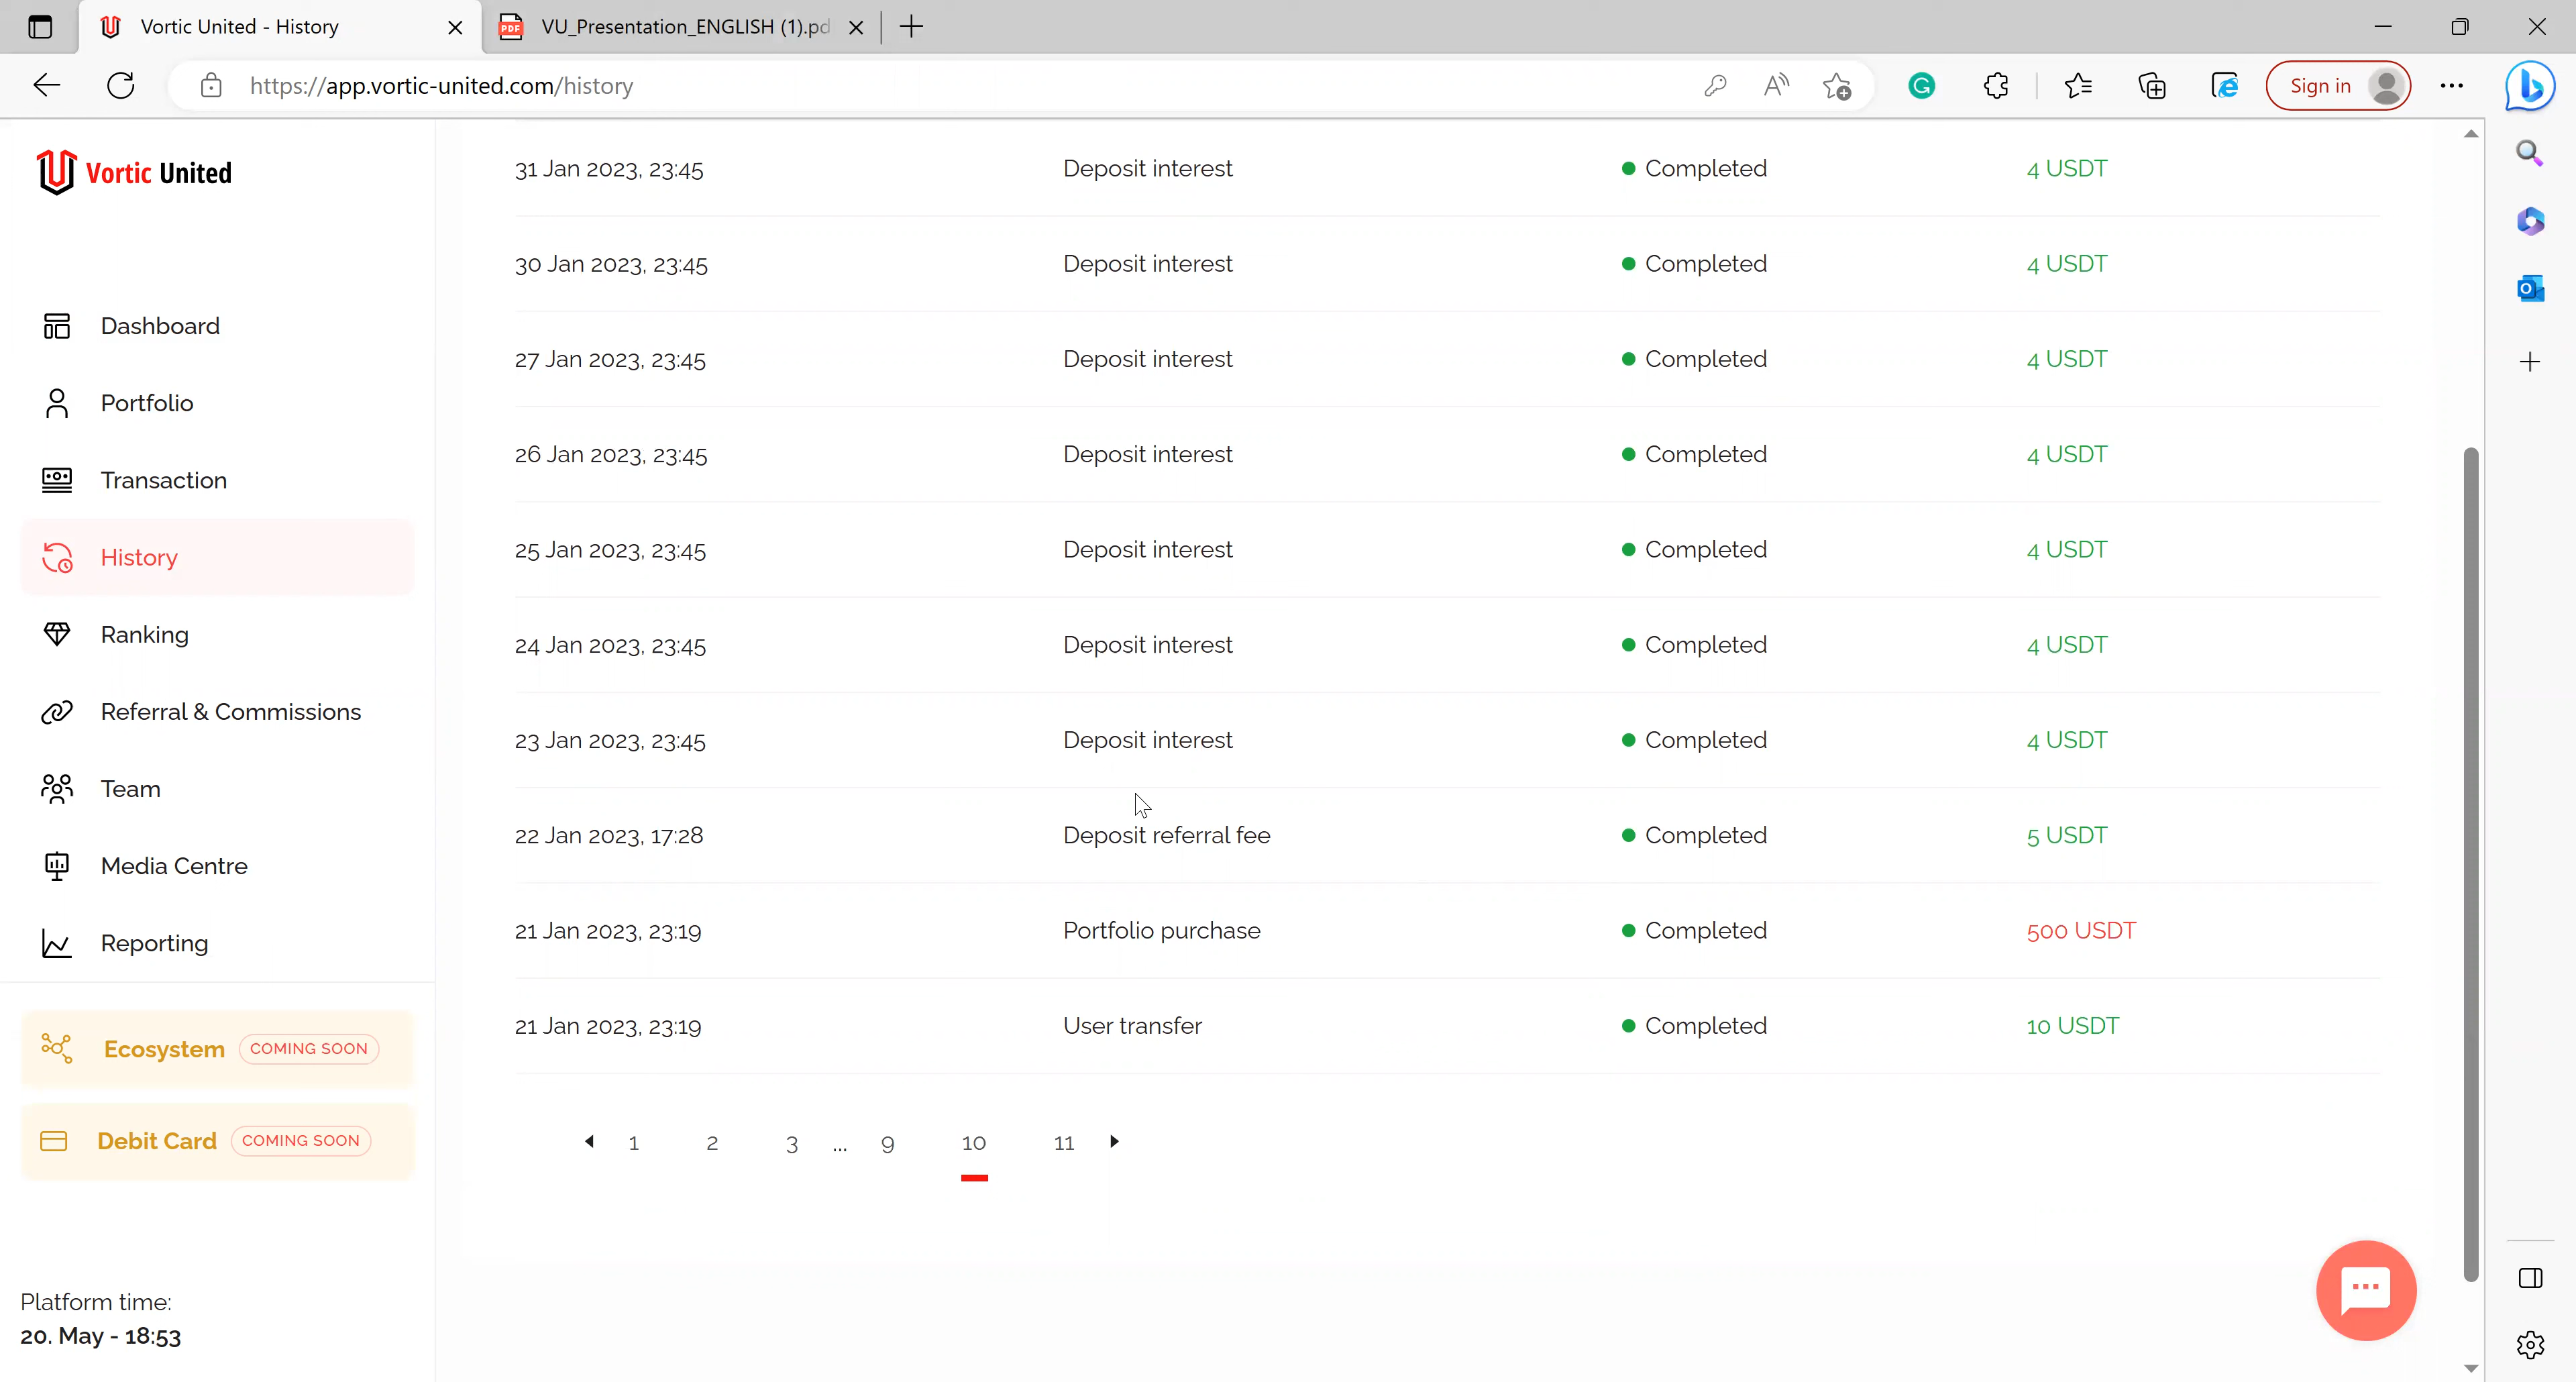 Vortic United - History
VU_Presentation_ENGLISH (1).pd
https://app.vortic-united.com/history
Sign in
Vortic United
Dashboard
Portfolio
Transaction
History
Ranking
Referral & Commissions
Team
Media Centre
Reporting
Ecosystem COMING SOON
Debit Card COMING SOON
Platform time:
20. May - 18:53
31 Jan 2023, 23:45 Deposit interest Completed 4 USDT
30 Jan 2023, 23:45 Deposit interest Completed 4 USDT
27 Jan 2023, 23:45 Deposit interest Completed 4 USDT
26 Jan 2023, 23:45 Deposit interest Completed 4 USDT
25 Jan 2023, 23:45 Deposit interest Completed 4 USDT
24 Jan 2023, 23:45 Deposit interest Completed 4 USDT
23 Jan 2023, 23:45 Deposit interest Completed 4 USDT
22 Jan 2023, 17:28 Deposit referral fee Completed 5 USDT
21 Jan 2023, 23:19 Portfolio purchase Completed 500 USDT
21 Jan 2023, 23:19 User transfer Completed 10 USDT
1 2 3 ... 9 10 11